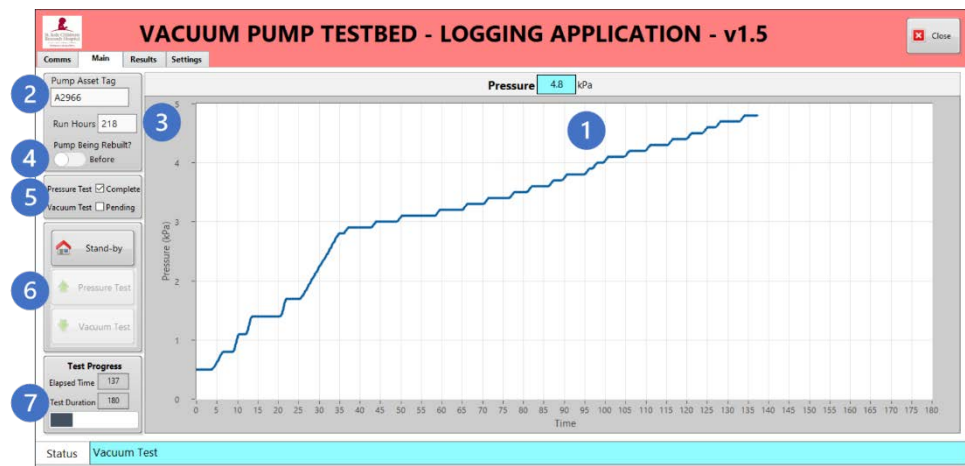 St. Jude Children's
Research Hospital
VACUUM PUMP TESTBED - LOGGING APPLICATION - v1.5
Close
Comms Main Results Settings
Pump Asset Tag
2
A2966
Run Hours 218
3
Pump Being Rebuilt?
4
Before
5
Pressure Test Complete
Vacuum Test Pending
Stand-by
6
Pressure Test
Vacuum Test
Test Progress
Elapsed Time 137
7
Test Duration 180
Pressure 4.8 kPa
1
Pressure (kPa)
5
4
3
2
1
0
0 5 10 15 20 25 30 35 40 45 50 55 60 65 70 75 80 85 90 95 100 105 110 115 120 125 130 135 140 145 150 155 160 165 170 175 180
Time
Status Vacuum Test